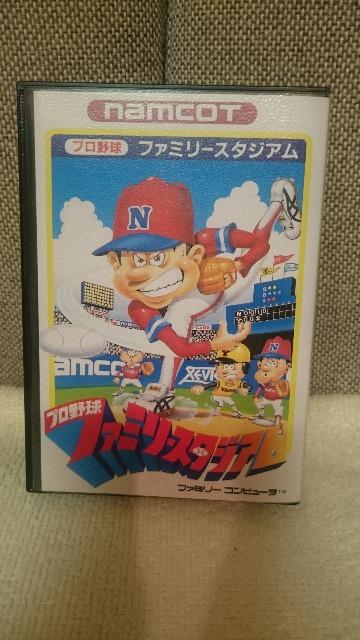 namcoT
プロ野球 ファミリースタジアム
N
amco
XEVI
Y
N
プロ野球
ファミリースタジアム
ファミリー コンピュータ™